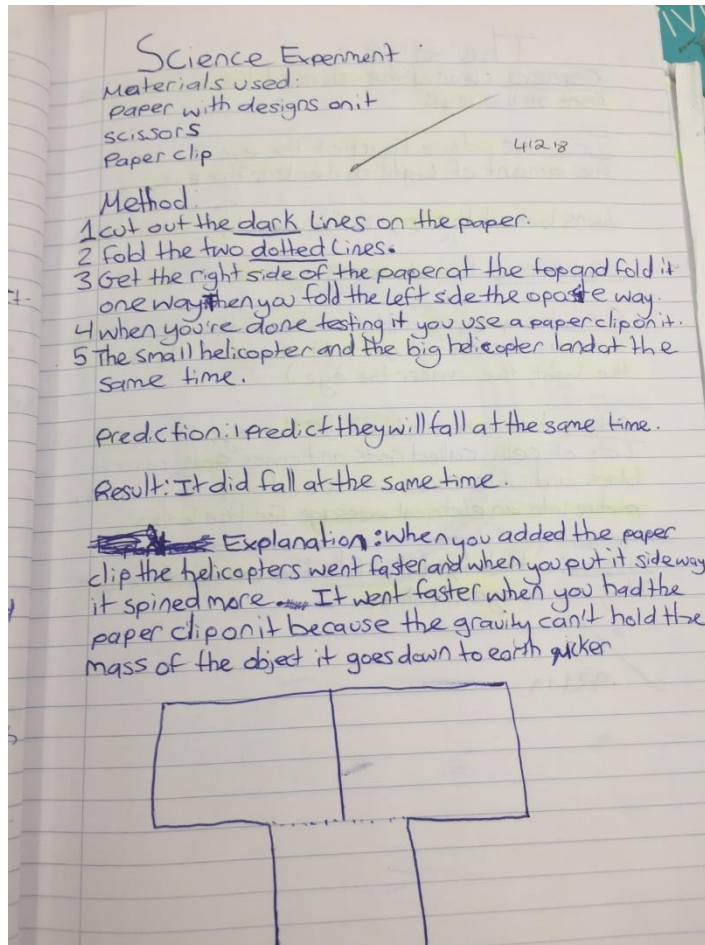 Science Experiment
Materials used:
paper with designs on it
scissors
Paper clip
4 12 18
Method:
1 cut out the dark lines on the paper.
2 fold the two dotted lines.
3 Get the right side of the paper at the top and fold it
one way then you fold the left side the oposite way.
4 when you're done testing it you use a paper clip on it.
5 The small helicopter and the big helicopter land at the
same time.
Prediction: I predict they will fall at the same time.
Result: It did fall at the same time.
Explanation: when you added the paper
clip the helicopters went faster and when you put it sideway
it spined more. It went faster when you had the
paper clip on it because the gravity can't hold the
mass of the object it goes down to earth quicker